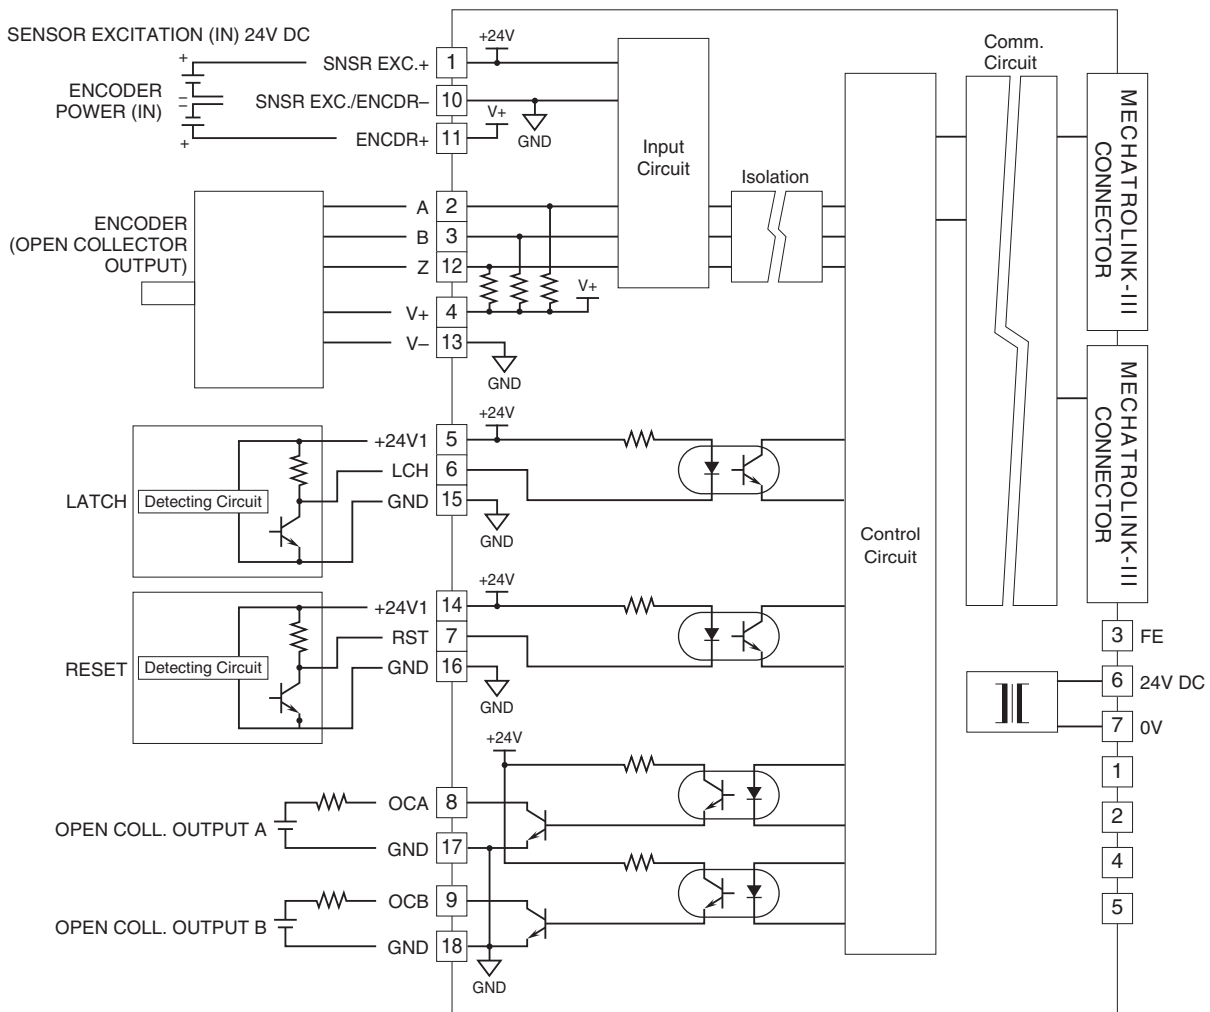 SENSOR EXCITATION (IN) 24V DC
+
ENCODER
POWER (IN)
–
–
+
SNSR EXC.+ 1 +24V
SNSR EXC./ENCDR– 10 GND
ENCDR+ 11 V+
Input
Circuit
Isolation
Comm.
Circuit
MECHATROLINK-III
CONNECTOR
ENCODER
(OPEN COLLECTOR
OUTPUT)
A 2
B 3
Z 12
V+ 4 V+
V– 13
GND
MECHATROLINK-III
CONNECTOR
LATCH
Detecting Circuit
+24V1 5 +24V
LCH 6
GND 15
GND
Control
Circuit
RESET
Detecting Circuit
+24V1 14 +24V
RST 7
GND 16
GND
3 FE
6 24V DC
7 0V
1
2
4
5
+24V
OPEN COLL. OUTPUT A
OCA 8
GND 17
OPEN COLL. OUTPUT B
OCB 9
GND 18
GND